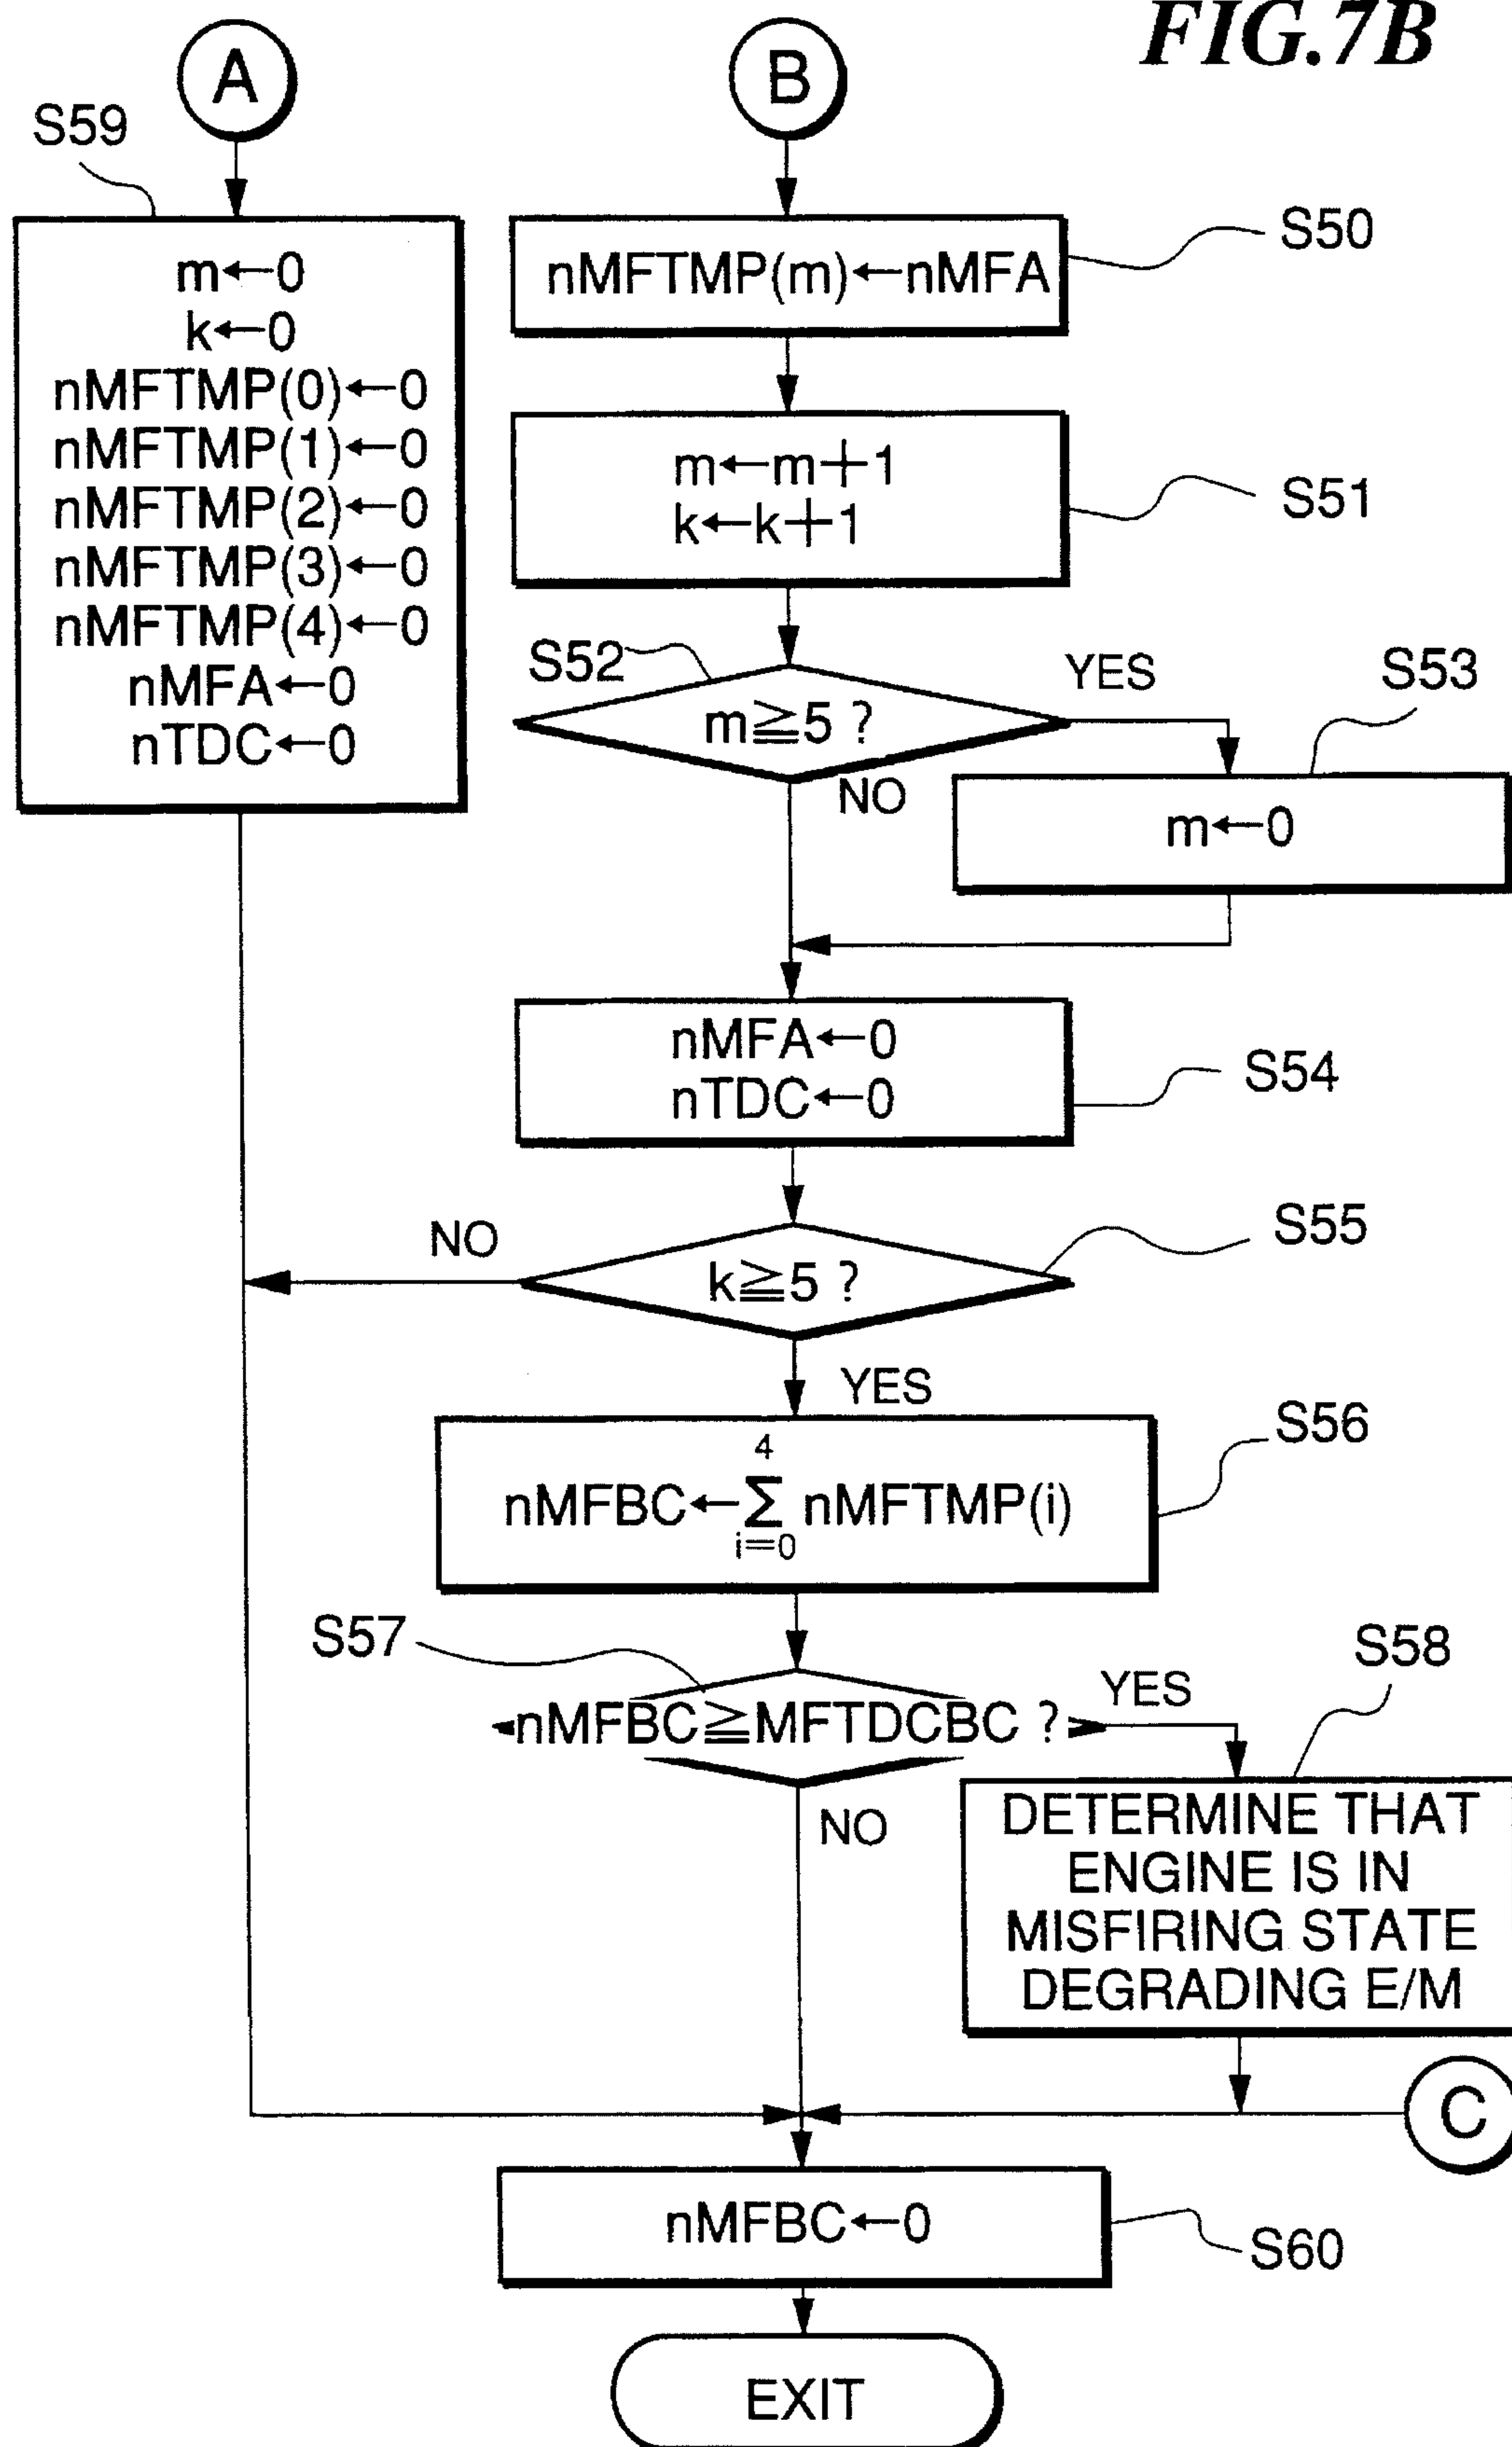 FIG.7B
A
B
S59
m←0
k←0
nMFTMP(0)←0
nMFTMP(1)←0
nMFTMP(2)←0
nMFTMP(3)←0
nMFTMP(4)←0
nMFA←0
nTDC←0
nMFTMP(m)←nMFA
S50
m←m+1
k←k+1
S51
S52
m≧5 ?
YES
NO
S53
m←0
nMFA←0
nTDC←0
S54
S55
k≧5 ?
NO
YES
S56
nMFBC←∑ nMFTMP(i)
4
i=0
S57
nMFBC≧MFTDCBC ?
YES
NO
S58
DETERMINE THAT
ENGINE IS IN
MISFIRING STATE
DEGRADING E/M
C
nMFBC←0
S60
EXIT